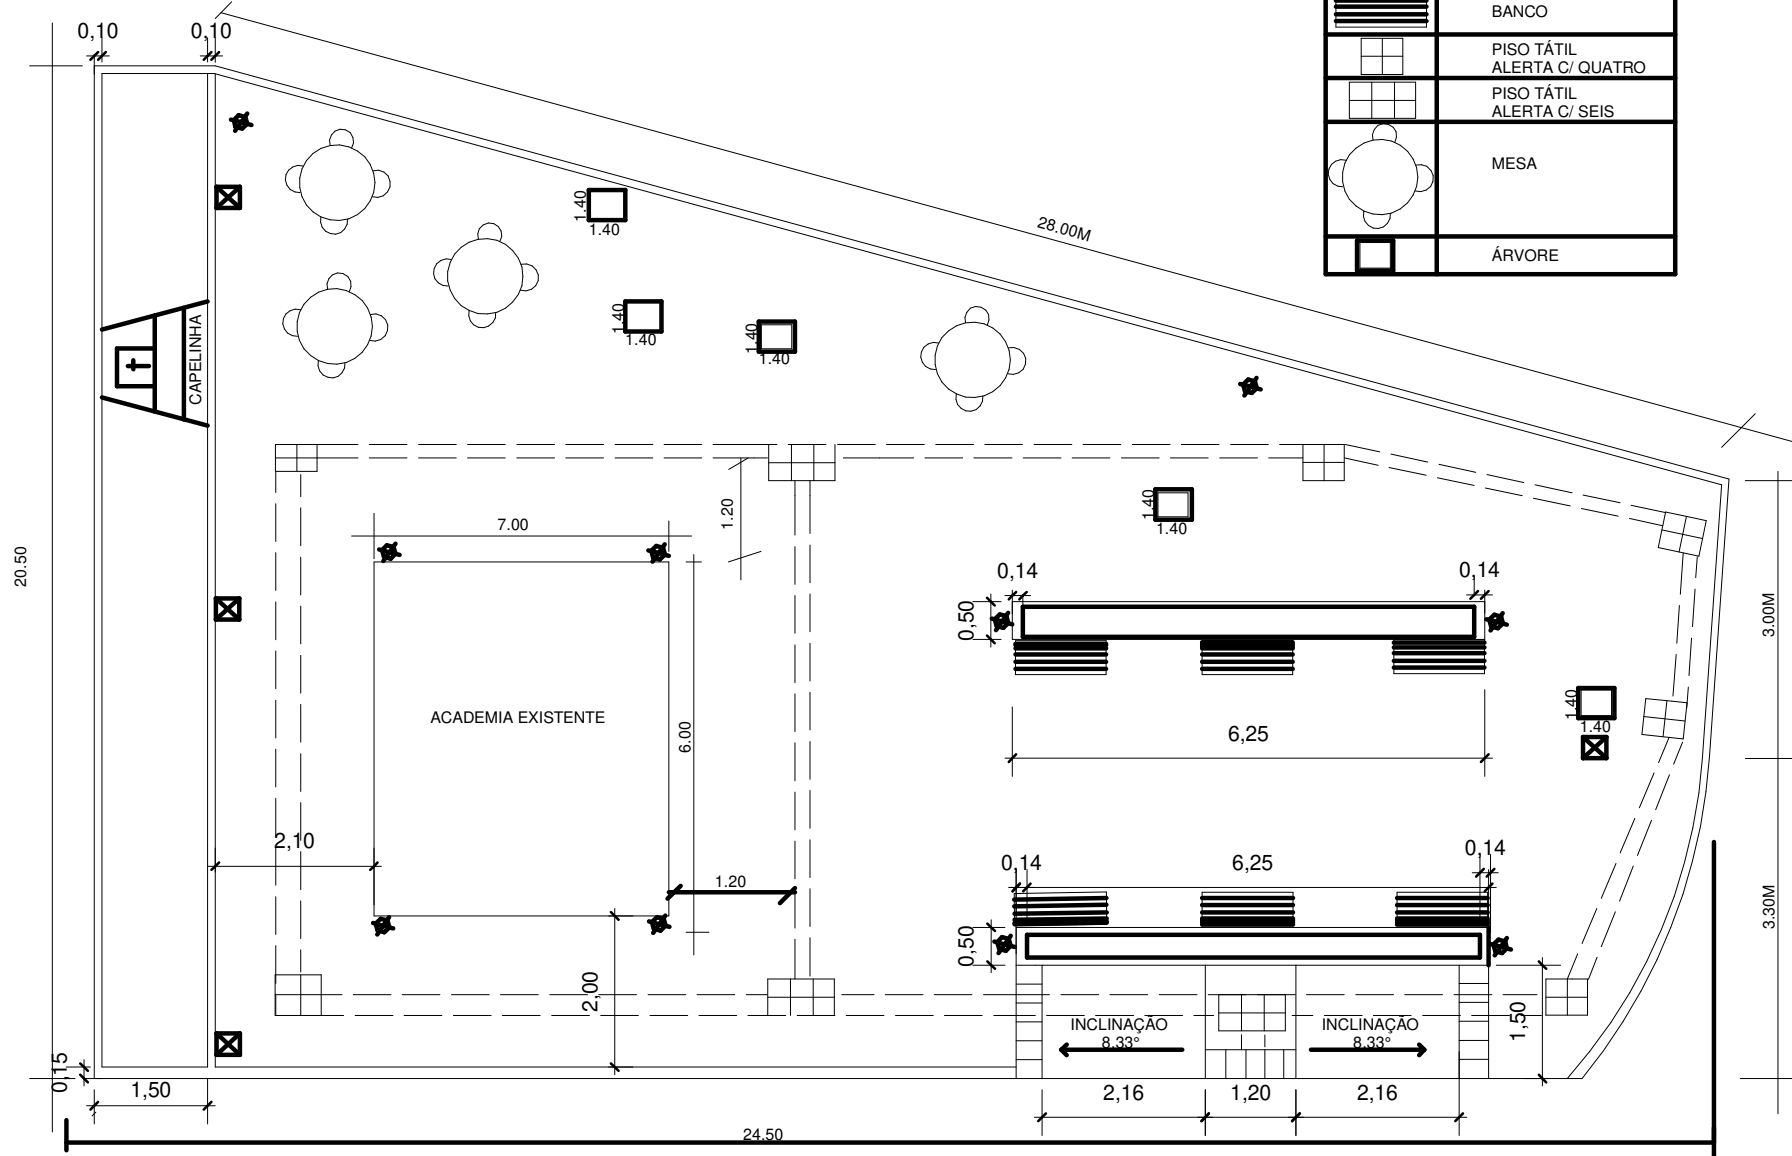 0,10
0,10
BANCO
PISO TÁTIL
ALERTA C/ QUATRO
PISO TÁTIL
ALERTA C/ SEIS
MESA
ÁRVORE
28.00M
1.40
1.40
1.40
1.40
1.40
1.40
CAPELINHA
20.50
7.00
1.20
1.40
1.40
0,14
0,14
0,50
3.00M
ACADEMIA EXISTENTE
6.00
6,25
1.40
1.40
2,10
1.20
0,14
6,25
0,14
0,50
3.30M
2,00
1,50
INCLINAÇÃO
8.33°
INCLINAÇÃO
8.33°
0,15
1,50
2,16
1,20
2,16
24.50